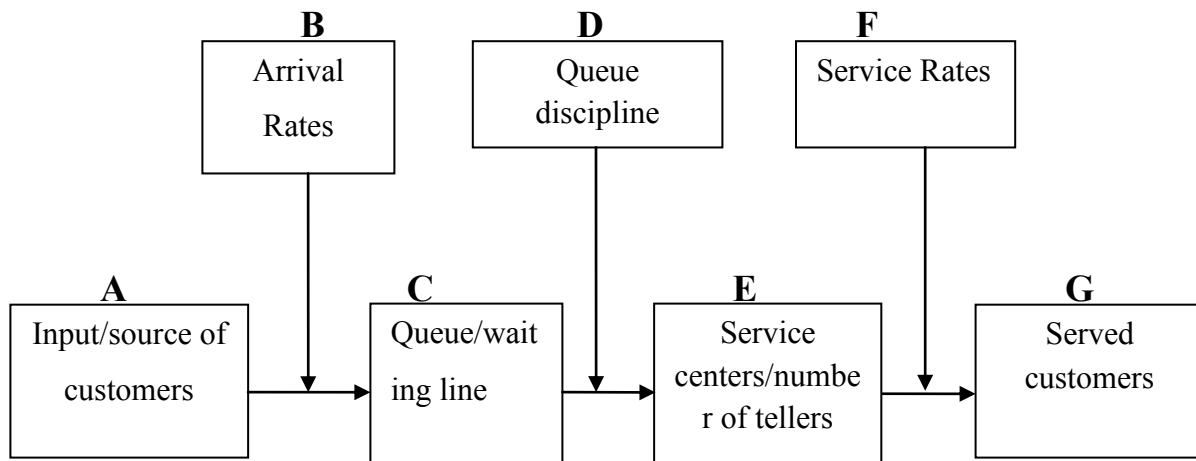 B
Arrival
Rates
D
Queue
discipline
F
Service Rates
A
Input/source of
customers
C
Queue/wait
ing line
E
Service
centers/numbe
r of tellers
G
Served
customers